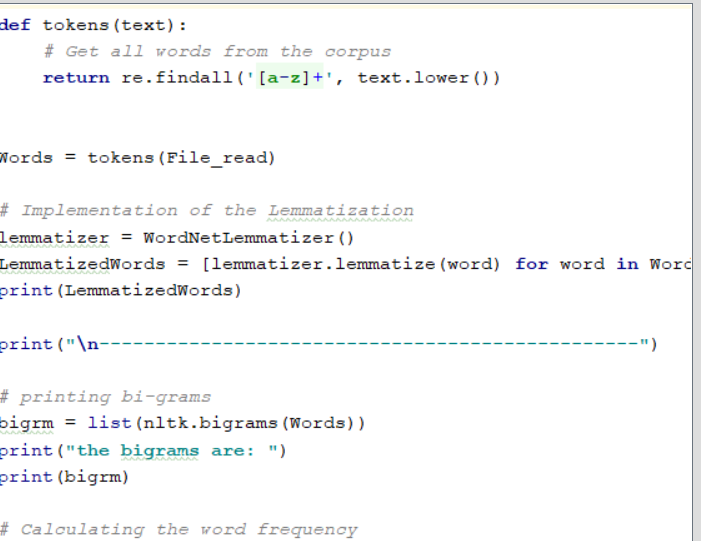 def tokens(text):
# Get all words from the corpus
return re.findall('[a-z]+', text.lower())
Words = tokens(File_read)
# Implementation of the Lemmatization
lemmatizer = WordNetLemmatizer()
LemmatizedWords = [lemmatizer.lemmatize(word) for word in Word
print(LemmatizedWords)
print("\n------------------------------------------------")
# printing bi-grams
bigrm = list(nltk.bigrams(Words))
print("the bigrams are: ")
print(bigrm)
# Calculating the word frequency